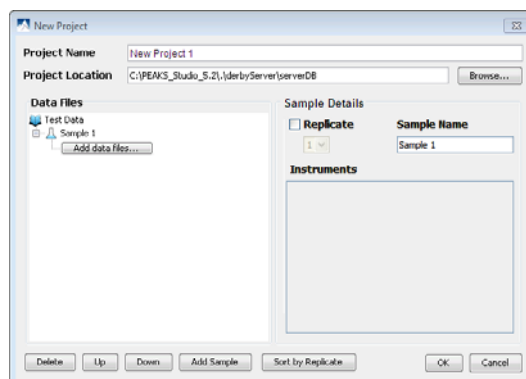 New Project
Project Name New Project 1
Project Location C:\PEAKS_Studio_5.2\.\derbyServer\serverDB Browse...
Data Files
Test Data
Sample 1
Add data files...
Sample Details
Replicate Sample Name
1 Sample 1
Instruments
Delete Up Down Add Sample Sort by Replicate OK Cancel